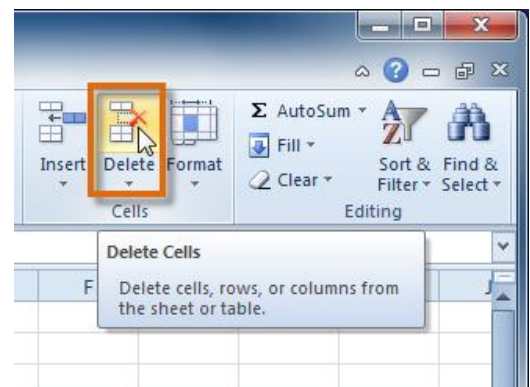 Σ AutoSum
Fill
Clear
Insert Delete Format
Sort & Filter
Find & Select
Cells
Editing
Delete Cells
Delete cells, rows, or columns from
the sheet or table.
F
J